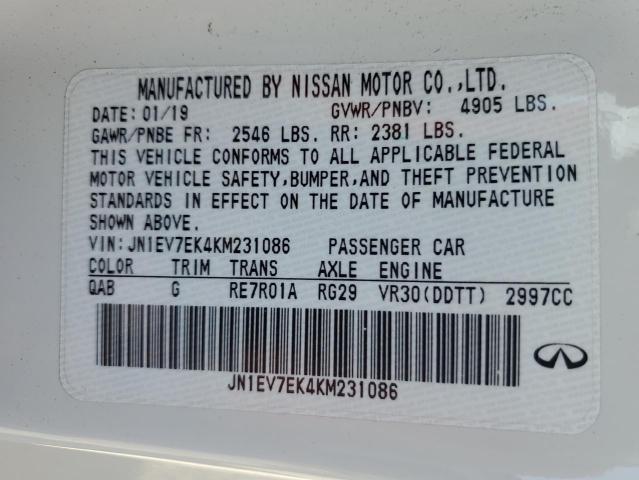 MANUFACTURED BY NISSAN MOTOR CO.,LTD.
DATE: 01/19 GVWR/PNBV: 4905 LBS.
GAWR/PNBE FR: 2546 LBS. RR: 2381 LBS.
THIS VEHICLE CONFORMS TO ALL APPLICABLE FEDERAL
MOTOR VEHICLE SAFETY,BUMPER,AND THEFT PREVENTION
STANDARDS IN EFFECT ON THE DATE OF MANUFACTURE
SHOWN ABOVE.
VIN:JN1EV7EK4KM231086 PASSENGER CAR
COLOR TRIM TRANS AXLE ENGINE
QAB G RE7R01A RG29 VR30(DDTT) 2997CC
JN1EV7EK4KM231086